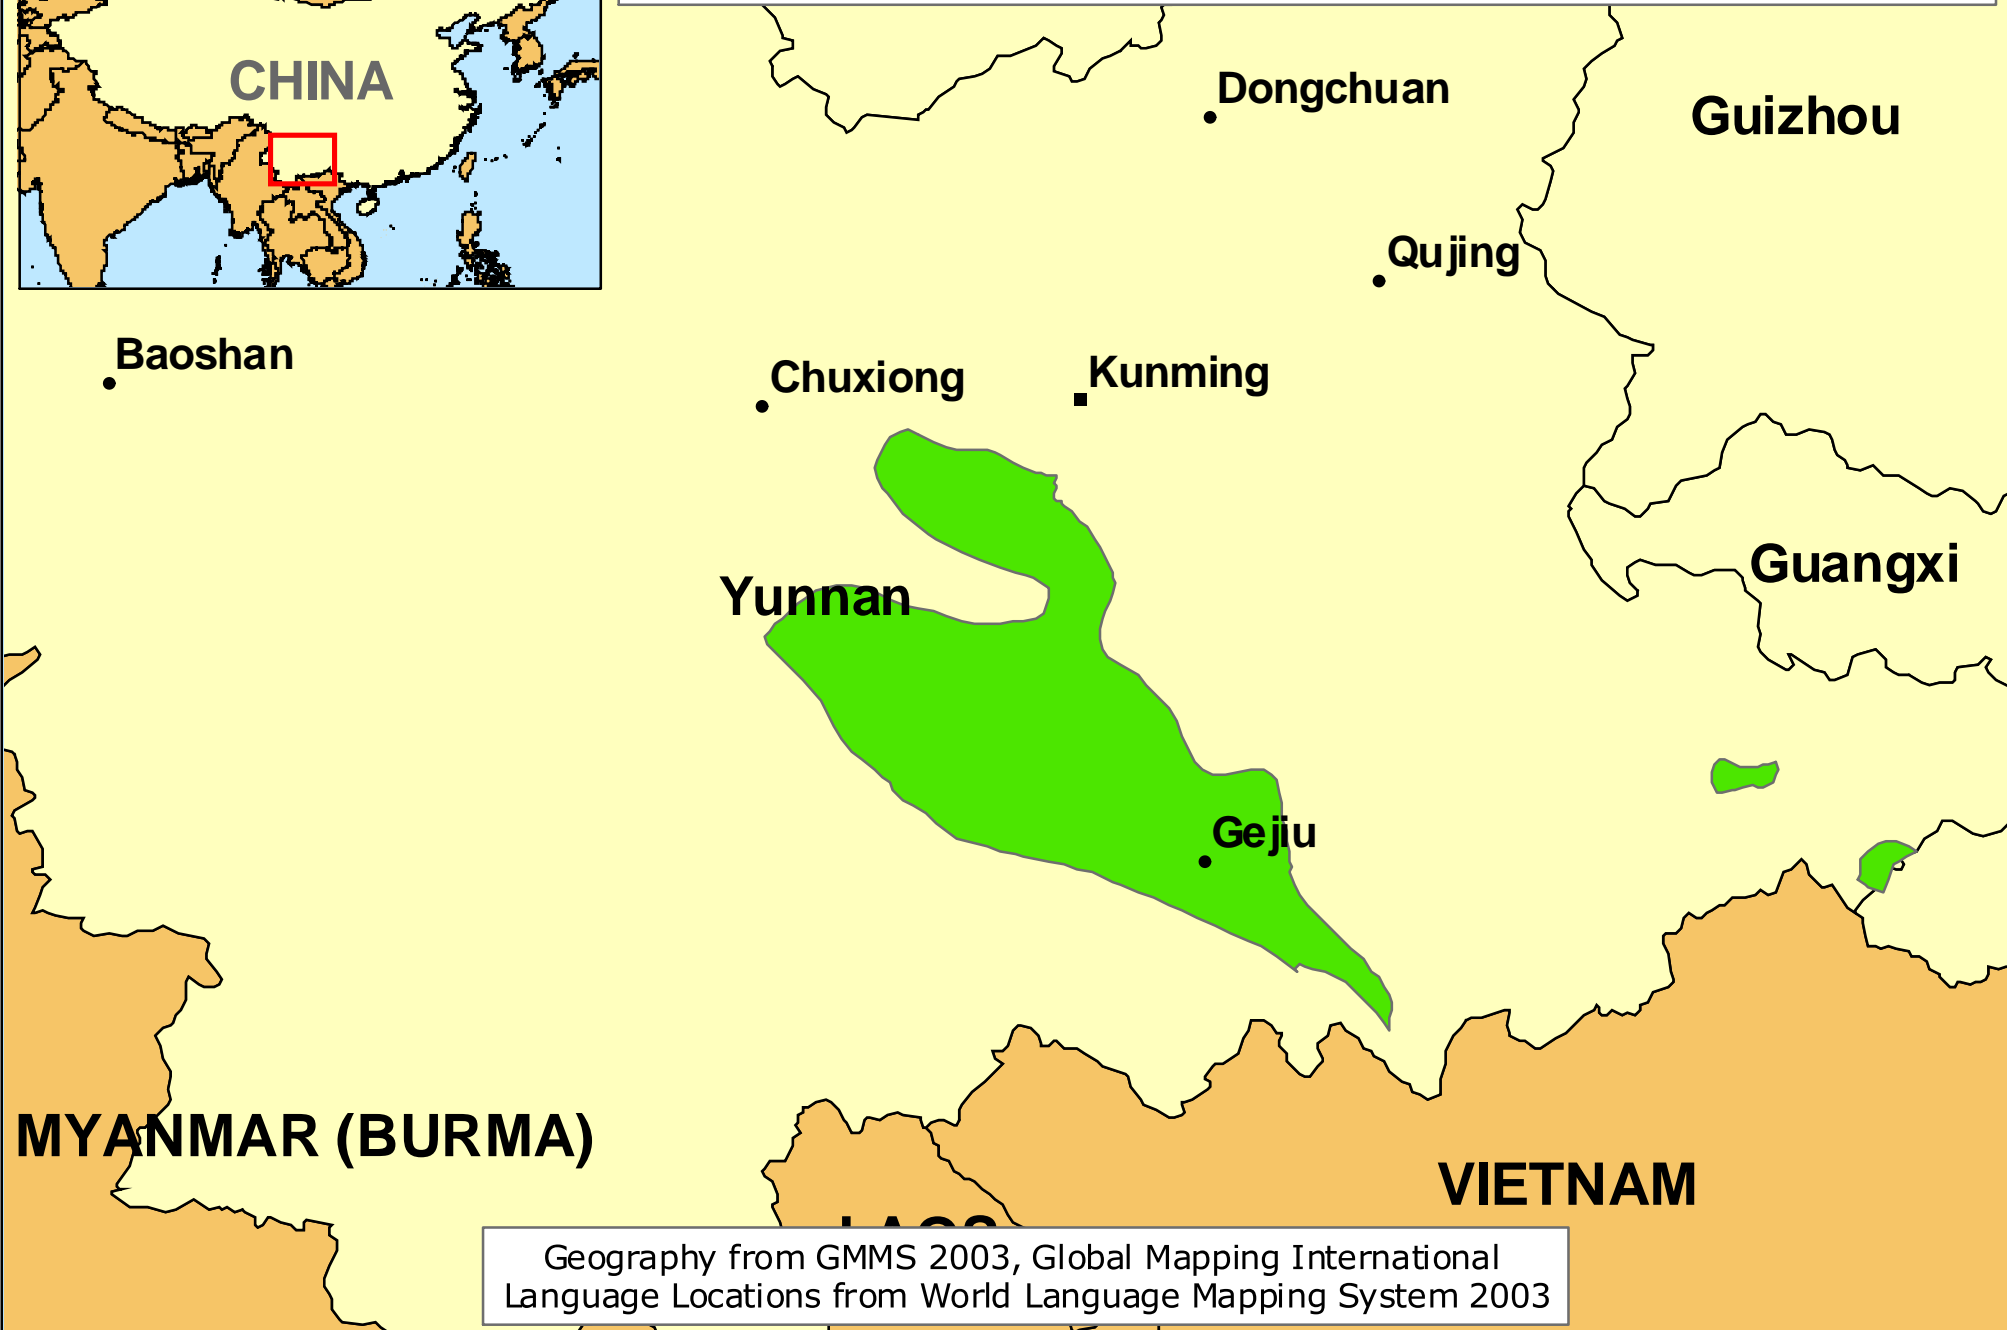 CHINA
Dongchuan
Guizhou
Qujing
Baoshan
Chuxiong
Kunming
Guangxi
Yunnan
Gejiu
MYANMAR (BURMA)
VIETNAM
LAOS
Geography from GMMS 2003, Global Mapping International
Language Locations from World Language Mapping System 2003